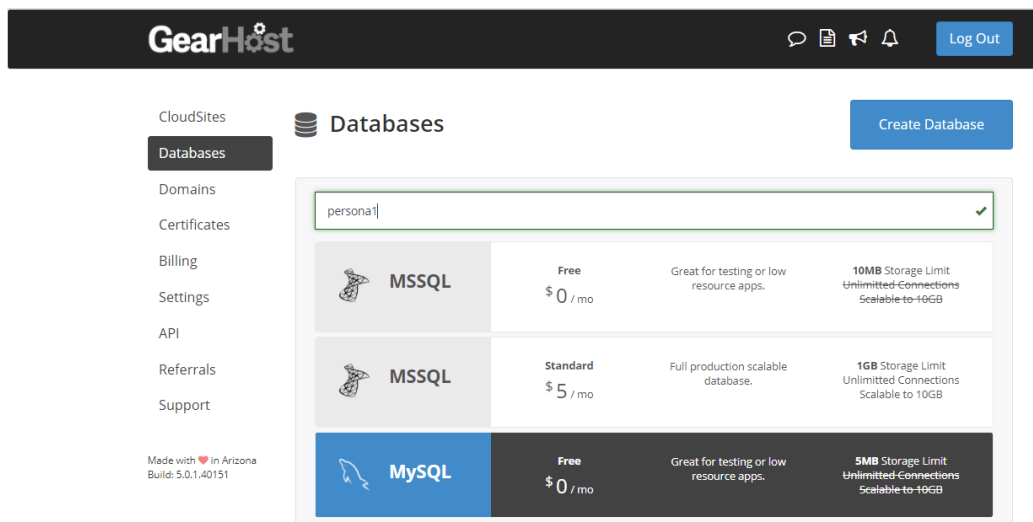 GearHost
Log Out
CloudSites
Databases
Domains
Certificates
Billing
Settings
API
Referrals
Support
Made with in Arizona
Build: 5.0.1.40151
Databases
Create Database
persona1
MSSQL
Free
$0 / mo
Great for testing or low
resource apps.
10MB Storage Limit
Unlimitted Connections
Scalable to 10GB
MSSQL
Standard
$5 / mo
Full production scalable
database.
1GB Storage Limit
Unlimitted Connections
Scalable to 10GB
MySQL
Free
$0 / mo
Great for testing or low
resource apps.
5MB Storage Limit
Unlimitted Connections
Scalable to 10GB